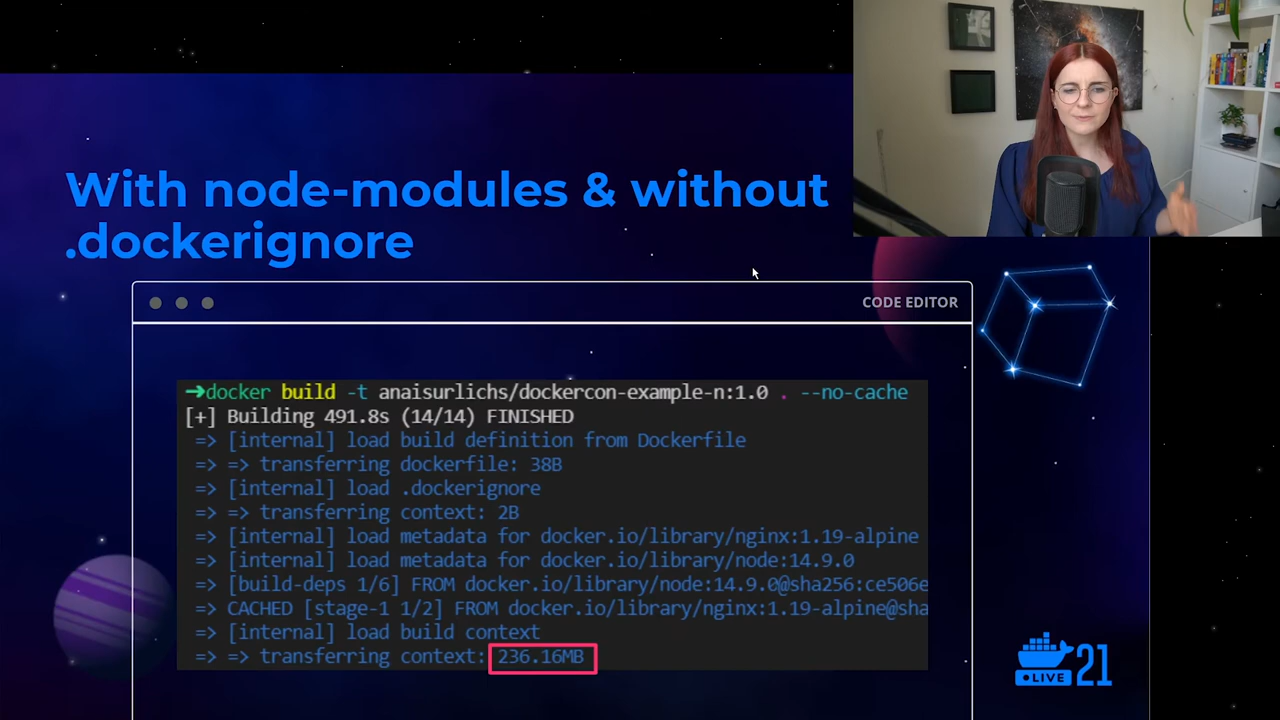 With node-modules & without
.dockerignore
CODE EDITOR
➜docker build -t anaisurlichs/dockercon-example-n:1.0 . --no-cache
[+] Building 491.8s (14/14) FINISHED
=> [internal] load build definition from Dockerfile
=> => transferring dockerfile: 38B
=> [internal] load .dockerignore
=> => transferring context: 2B
=> [internal] load metadata for docker.io/library/nginx:1.19-alpine
=> [internal] load metadata for docker.io/library/node:14.9.0
=> [build-deps 1/6] FROM docker.io/library/node:14.9.0@sha256:ce506e
=> CACHED [stage-1 1/2] FROM docker.io/library/nginx:1.19-alpine@sha
=> [internal] load build context
=> => transferring context: 236.16MB
LIVE 21